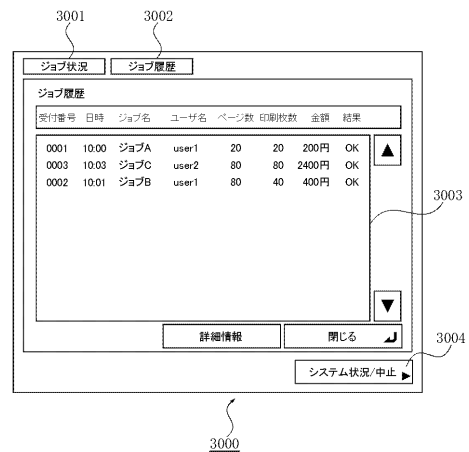 3001 3002
ジョブ状況 ジョブ履歴
ジョブ履歴
受付番号 日時 ジョブ名 ユーザ名 ページ数 印刷枚数 金額 結果
0001 10:00 ジョブA user1 20 20 200円 OK
0003 10:03 ジョブC user2 80 80 2400円 OK
0002 10:01 ジョブB user1 80 40 400円 OK
3003
詳細情報 閉じる
3004
システム状況/中止
3000